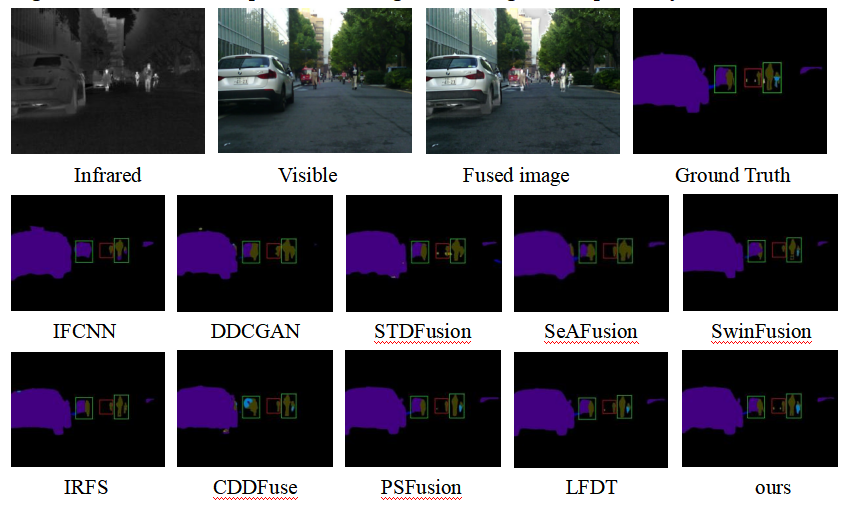 Infrared Visible Fused image Ground Truth
IFCNN DDCGAN STDFusion SeAFusion SwinFusion
IRFS CDDFuse PSFusion LFDT ours